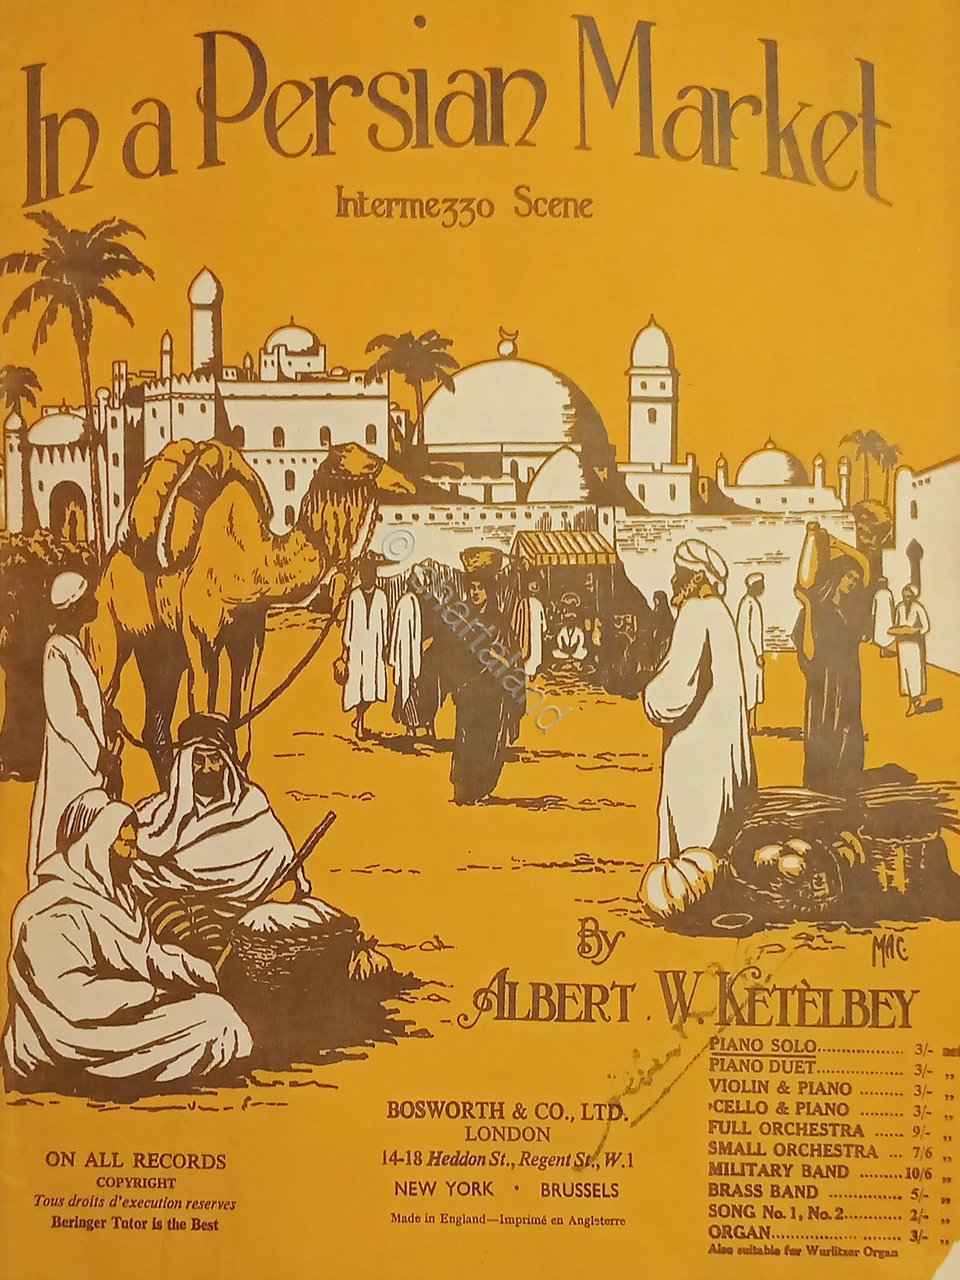 In a Persian Market
Intermezzo Scene
© chartaland
MAC.
By
ALBERT W. KETÈLBEY
PIANO SOLO.................. 3/- net
PIANO DUET.................. 3/- ,,
VIOLIN & PIANO .......... 3/- ,,
CELLO & PIANO ......... 3/- ,,
FULL ORCHESTRA ...... 9/- ,,
SMALL ORCHESTRA ... 7/6 ,,
MILITARY BAND .........10/6 ,,
BRASS BAND ................ 5/- ,,
SONG No. 1, No. 2............ 2/- ,,
ORGAN............................ 3/- ,,
Also suitable for Wurlitzer Organ
BOSWORTH & CO., LTD.
LONDON
14-18 Heddon St., Regent St., W.1
NEW YORK · BRUSSELS
Made in England—Imprimé en Angleterre
ON ALL RECORDS
COPYRIGHT
Tous droits d'execution reserves
Beringer Tutor is the Best